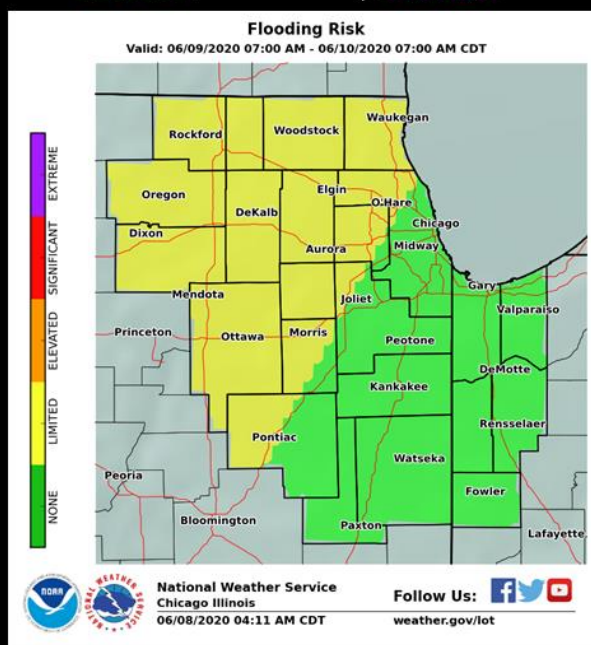 Flooding Risk
Valid: 06/09/2020 07:00 AM - 06/10/2020 07:00 AM CDT
EXTREME
SIGNIFICANT
ELEVATED
LIMITED
NONE
Waukegan
Rockford
Woodstock
Oregon
Elgin
O'Hare
DeKalb
Chicago
Dixon
Midway
Aurora
Gary
Mendota
Joliet
Valparaiso
Princeton
Ottawa
Morris
Peotone
DeMotte
Kankakee
Rensselaer
Pontiac
Watseka
Peoria
Fowler
Bloomington
Paxton
Lafayette
NOAA
National Weather Service
Chicago Illinois
06/08/2020 04:11 AM CDT
Follow Us:
weather.gov/lot